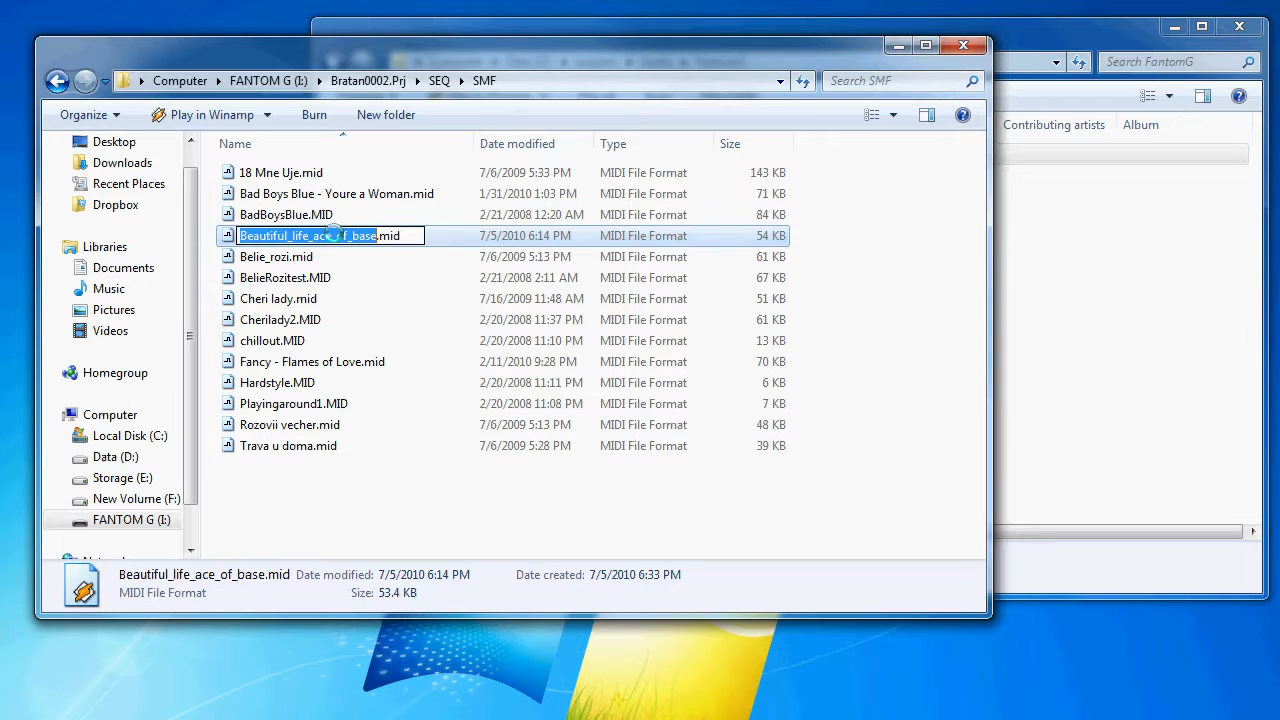 Search FantomG
Computer FANTOM G (I:) Bratan0002.Prj SEQ SMF Search SMF
Organize Play in Winamp Burn New folder
Contributing artists Album
Name Date modified Type Size
Desktop
Downloads
Recent Places
Dropbox
Libraries
Documents
Music
Pictures
Videos
Homegroup
Computer
Local Disk (C:)
Data (D:)
Storage (E:)
New Volume (F:)
FANTOM G (I:)
18 Mne Uje.mid 7/6/2009 5:33 PM MIDI File Format 143 KB
Bad Boys Blue - Youre a Woman.mid 1/31/2010 1:03 PM MIDI File Format 71 KB
BadBoysBlue.MID 2/21/2008 12:20 AM MIDI File Format 84 KB
Beautiful_life_ace_of_base.mid 7/5/2010 6:14 PM MIDI File Format 54 KB
Belie_rozi.mid 7/6/2009 5:13 PM MIDI File Format 61 KB
BelieRozitest.MID 2/21/2008 2:11 AM MIDI File Format 67 KB
Cheri lady.mid 7/16/2009 11:48 AM MIDI File Format 51 KB
Cherilady2.MID 2/20/2008 11:37 PM MIDI File Format 61 KB
chillout.MID 2/20/2008 11:10 PM MIDI File Format 13 KB
Fancy - Flames of Love.mid 2/11/2010 9:28 PM MIDI File Format 70 KB
Hardstyle.MID 2/20/2008 11:11 PM MIDI File Format 6 KB
Playingaround1.MID 2/20/2008 11:08 PM MIDI File Format 7 KB
Rozovii vecher.mid 7/6/2009 5:13 PM MIDI File Format 48 KB
Trava u doma.mid 7/6/2009 5:28 PM MIDI File Format 39 KB
Beautiful_life_ace_of_base.mid Date modified: 7/5/2010 6:14 PM Date created: 7/5/2010 6:33 PM
MIDI File Format Size: 53.4 KB